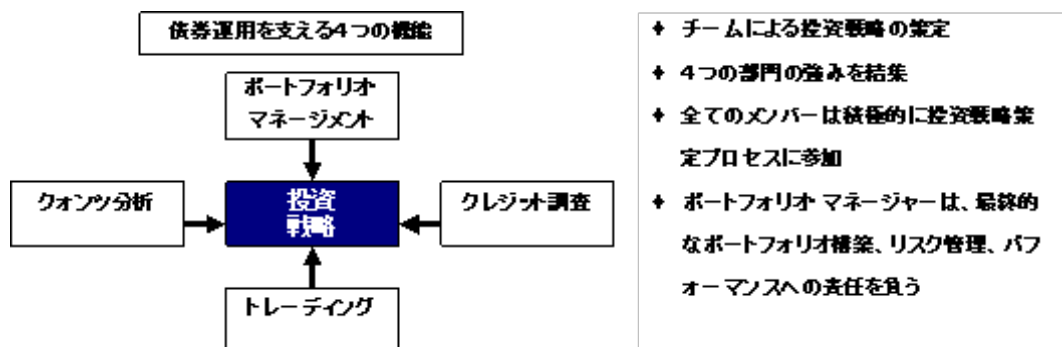 債券運用を支える4つの機能
ポートフォリオ
マネージメント
クォンツ分析
投資
戦略
クレジット調査
トレーディング
♦ チームによる投資戦略の策定
♦ 4つの部門の強みを結集
♦ 全てのメンバーは積極的に投資戦略策
定プロセスに参加
♦ ポートフォリオ マネージャーは、最終的
なポートフォリオ構築、リスク管理、パフ
ォーマンスへの責任を負う